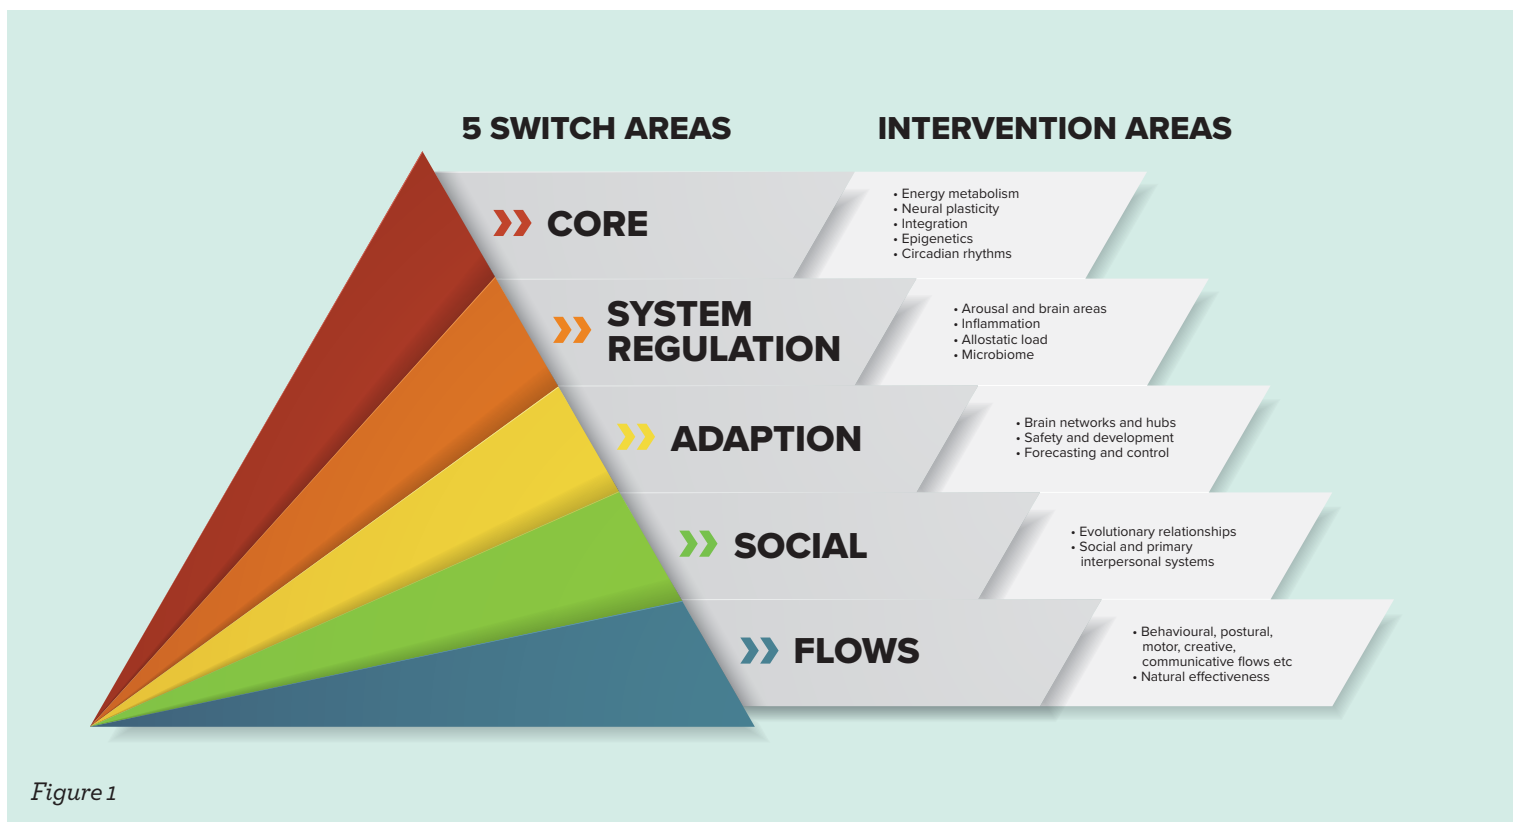 5 SWITCH AREAS
INTERVENTION AREAS
CORE
• Energy metabolism
• Neural plasticity
• Integration
• Epigenetics
• Circadian rhythms
SYSTEM
REGULATION
• Arousal and brain areas
• Inflammation
• Allostatic load
• Microbiome
ADAPTION
• Brain networks and hubs
• Safety and development
• Forecasting and control
SOCIAL
• Evolutionary relationships
• Social and primary
interpersonal systems
FLOWS
• Behavioural, postural,
motor, creative,
communicative flows etc
• Natural effectiveness
Figure 1